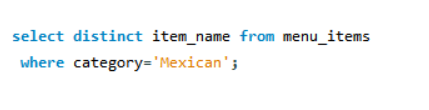 select distinct item_name from menu_items
where category='Mexican';